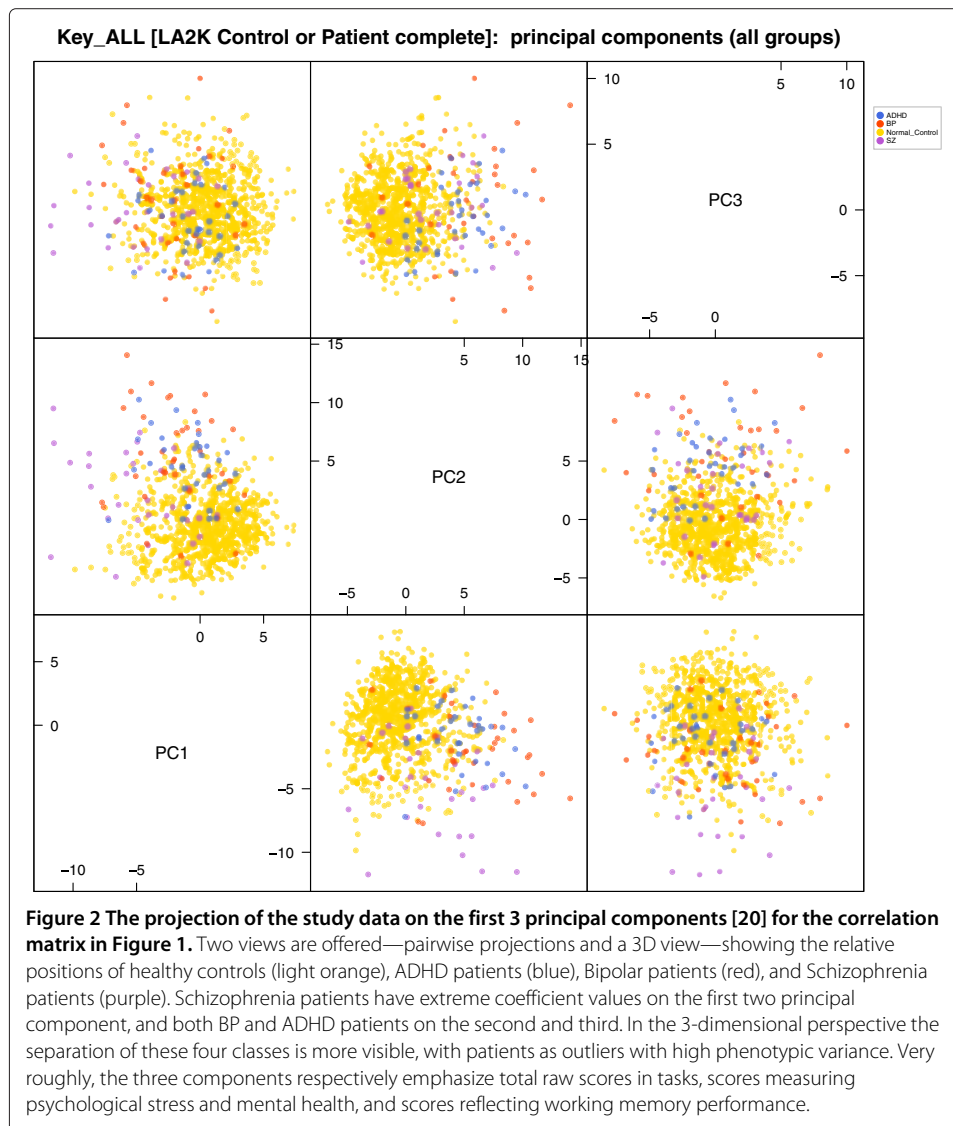 Key_ALL [LA2K Control or Patient complete]: principal components (all groups)
5 10
10
5
PC3
0
−5
−5 0
ADHD
BP
Normal_Control
SZ
15
5 10 15
10
5
PC2
5
0
−5
−5 0 5
0 5
5
0
PC1
−5
−10
−10 −5
Figure 2 The projection of the study data on the first 3 principal components [20] for the correlation
matrix in Figure 1. Two views are offered—pairwise projections and a 3D view—showing the relative
positions of healthy controls (light orange), ADHD patients (blue), Bipolar patients (red), and Schizophrenia
patients (purple). Schizophrenia patients have extreme coefficient values on the first two principal
component, and both BP and ADHD patients on the second and third. In the 3-dimensional perspective the
separation of these four classes is more visible, with patients as outliers with high phenotypic variance. Very
roughly, the three components respectively emphasize total raw scores in tasks, scores measuring
psychological stress and mental health, and scores reflecting working memory performance.